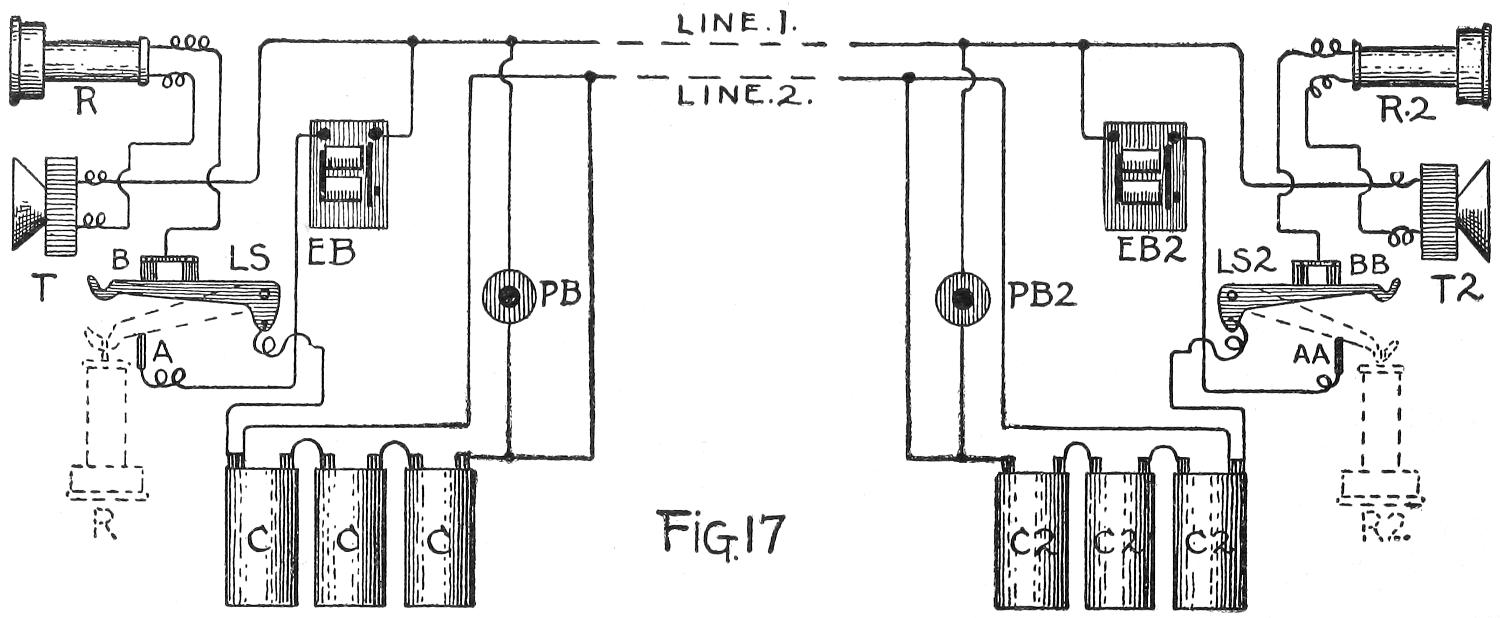 LINE.1.
LINE.2.
R
R.2
T
B
LS
EB
PB
EB2
PB2
LS2
BB
T2
A
AA
R
R2.
C
C
C
C2
C2
C2
FIG.17